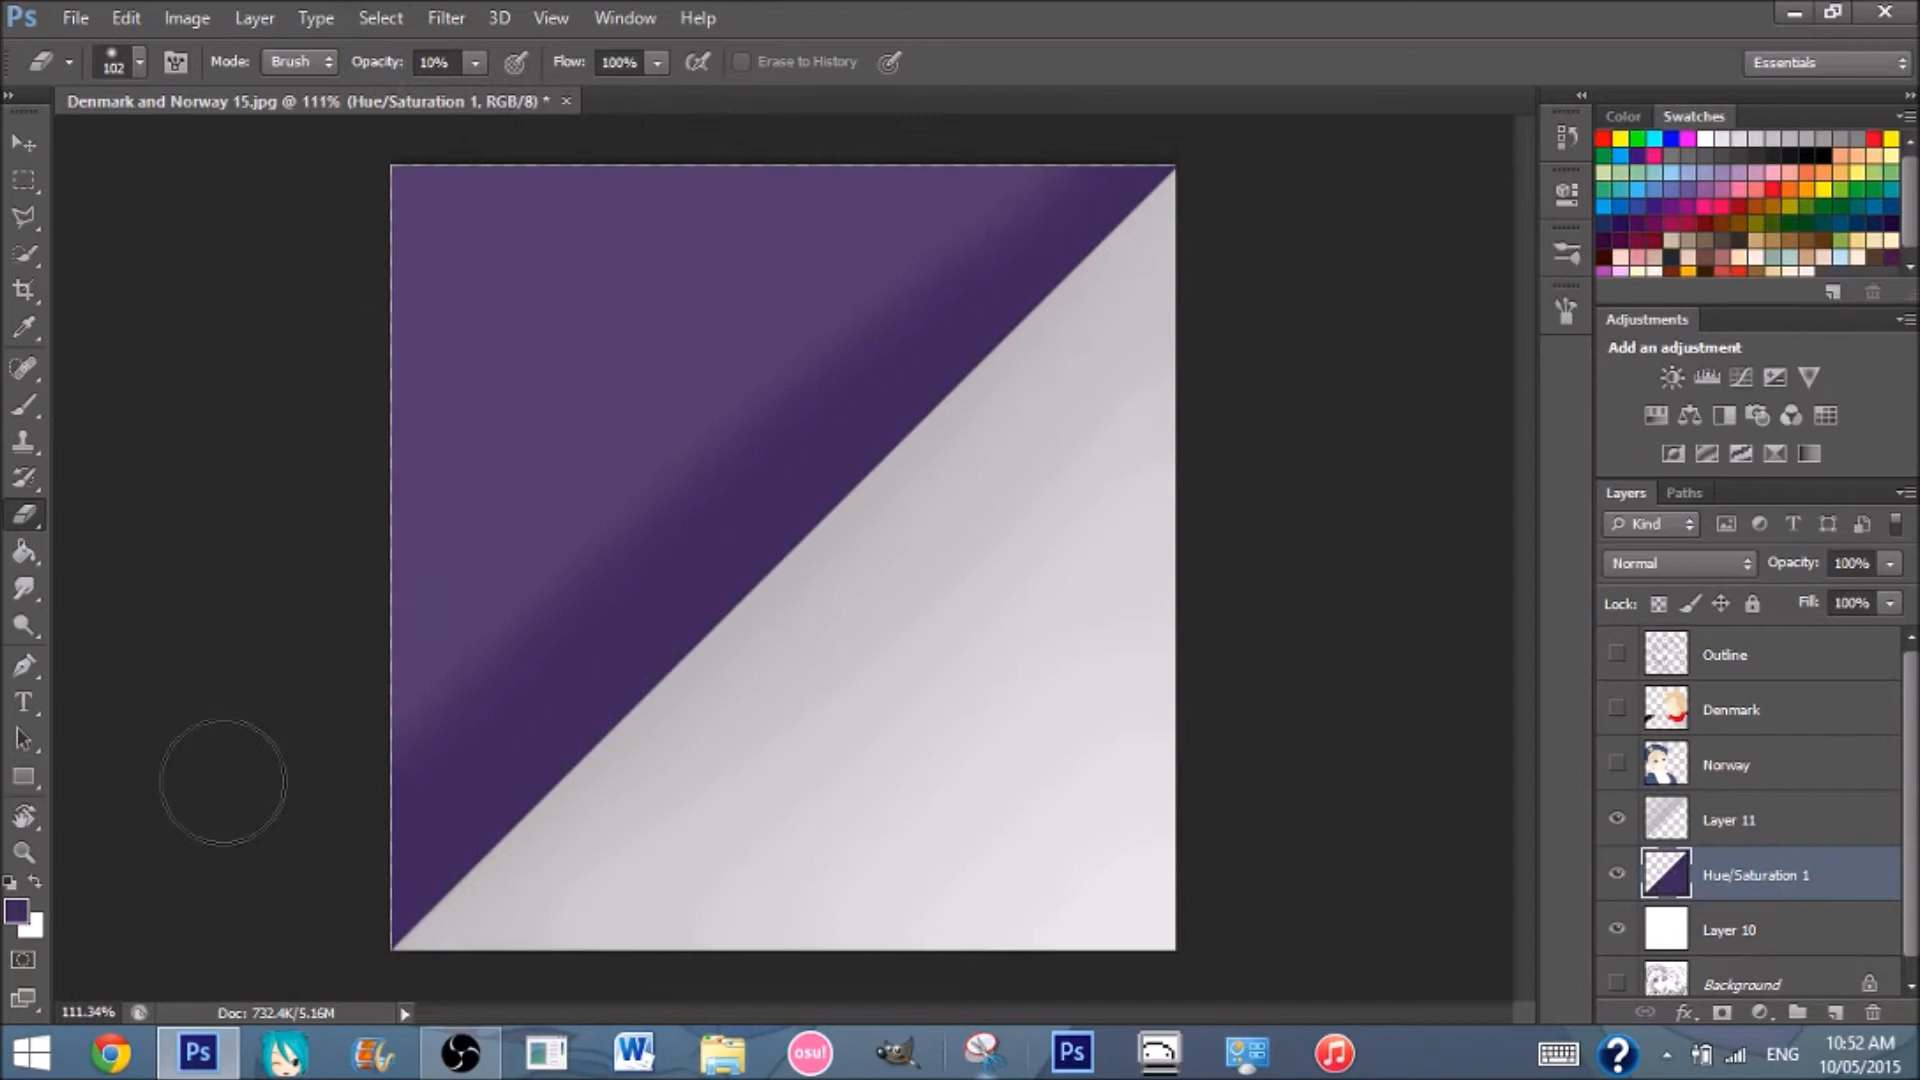 Ps File Edit Image Layer Type Select Filter 3D View Window Help
102 Mode: Brush Opacity: 10% Flow: 100% Erase to History Essentials
Denmark and Norway 15.jpg @ 111% (Hue/Saturation 1, RGB/8) * ×
Color Swatches
Adjustments
Add an adjustment
Layers Paths
Kind
Normal Opacity: 100%
Lock: Fill: 100%
Outline
Denmark
Norway
Layer 11
Hue/Saturation 1
Layer 10
Background
111.34% Doc: 732.4K/5.16M
Ps W osu! Ps ENG 10:52 AM
10/05/2015